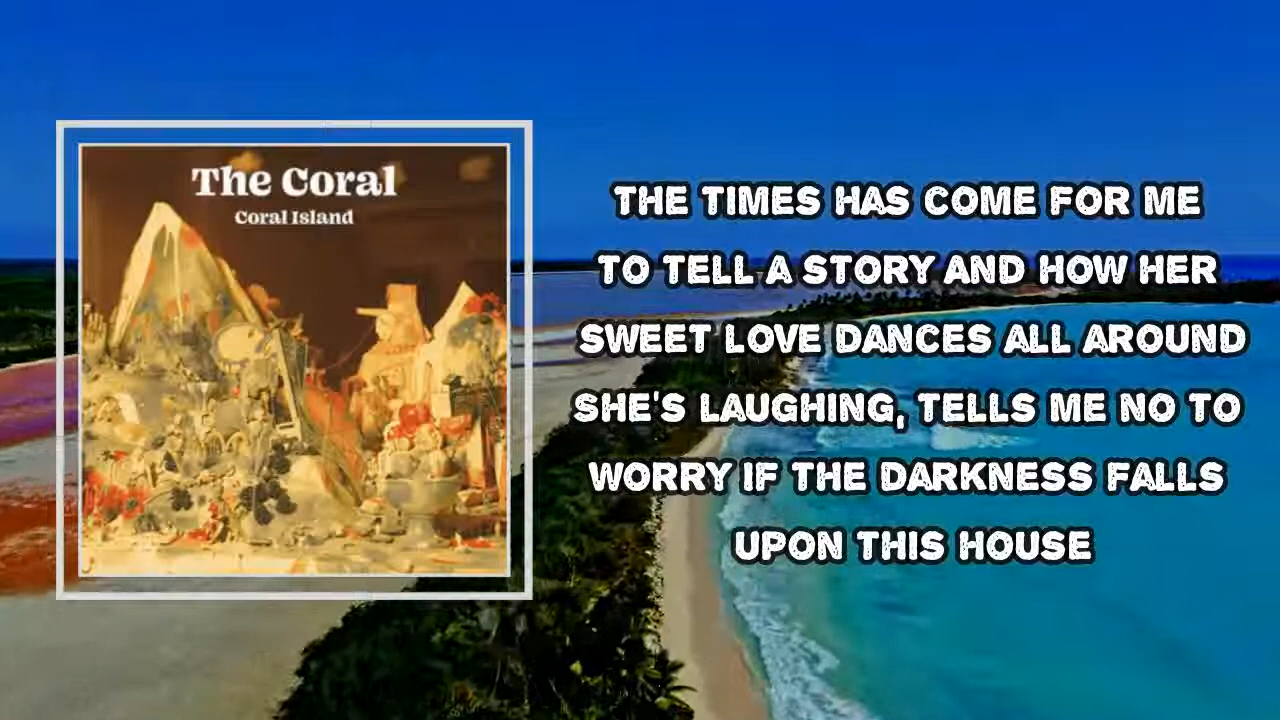 The Coral
Coral Island
THE TIMES HAS COME FOR ME
TO TELL A STORY AND HOW HER
SWEET LOVE DANCES ALL AROUND
SHE'S LAUGHING, TELLS ME NO TO
WORRY IF THE DARKNESS FALLS
UPON THIS HOUSE